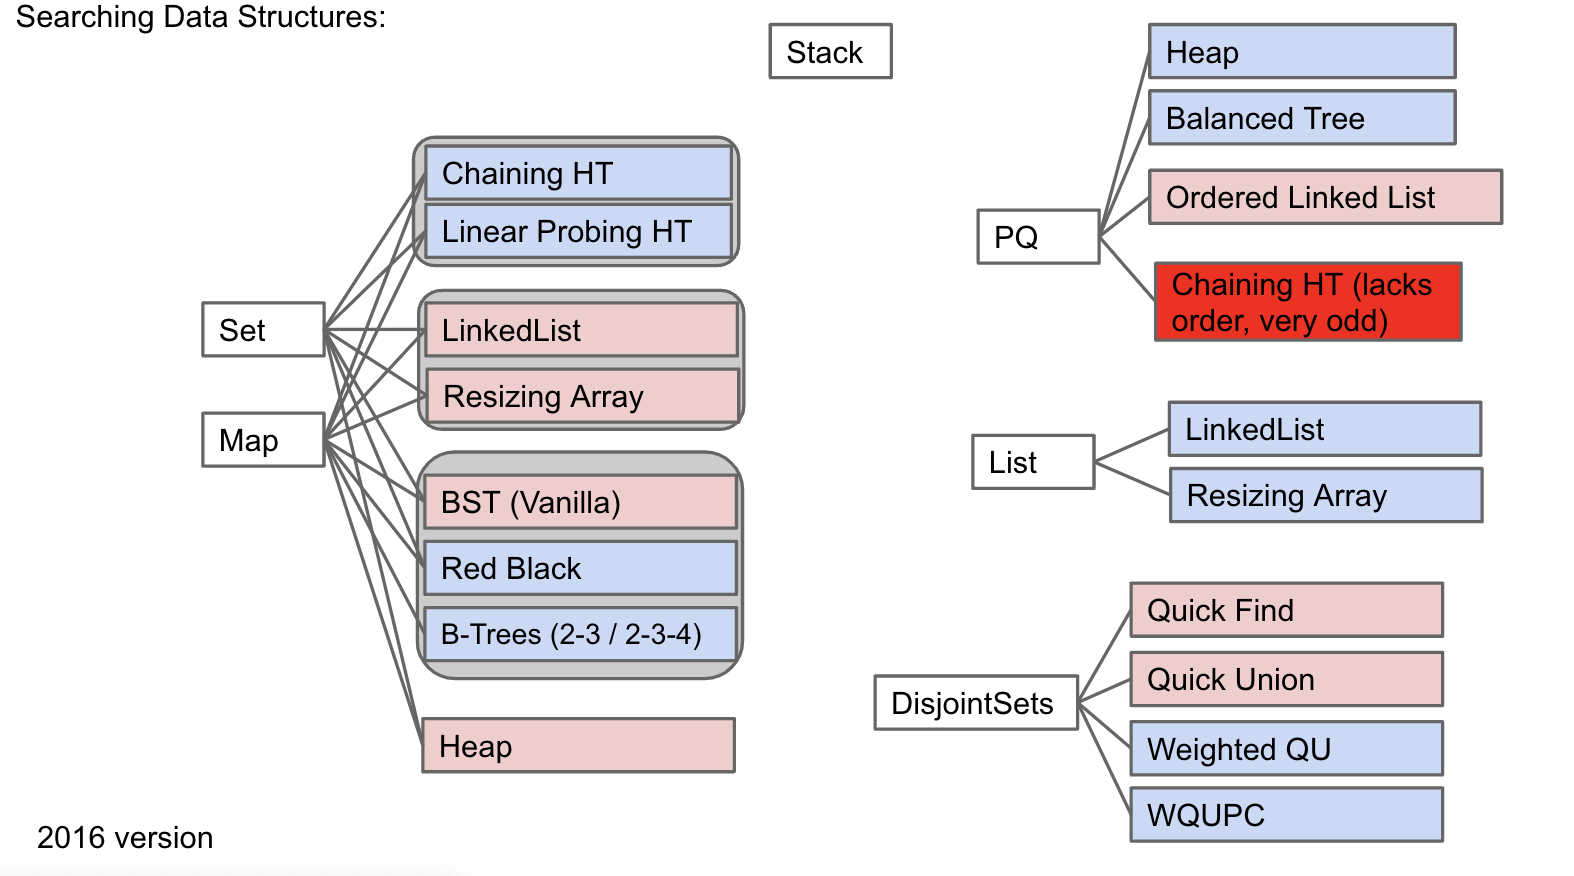 Searching Data Structures:
Stack
Chaining HT
Linear Probing HT
Set
LinkedList
Resizing Array
Map
BST (Vanilla)
Red Black
B-Trees (2-3 / 2-3-4)
Heap
2016 version
Heap
Balanced Tree
Ordered Linked List
PQ
Chaining HT (lacks
order, very odd)
LinkedList
List
Resizing Array
Quick Find
Quick Union
DisjointSets
Weighted QU
WQUPC